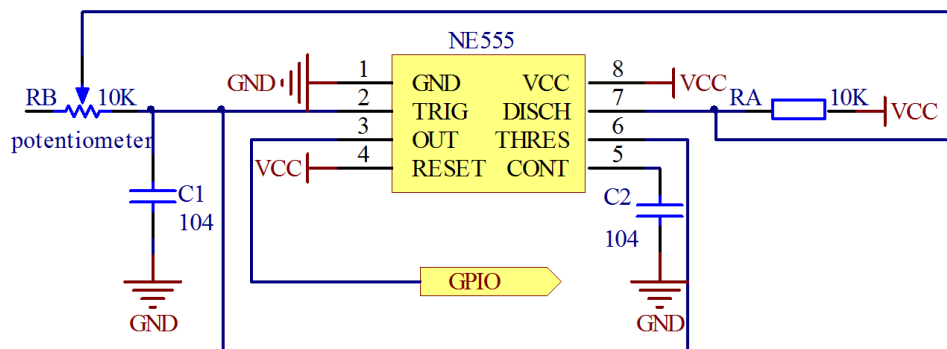 NE555
GND 1 GND VCC 8 VCC
RB 10K 2 TRIG DISCH 7 RA 10K VCC
potentiometer 3 OUT THRES 6
VCC 4 RESET CONT 5
C1 C2
104 104
GPIO
GND GND